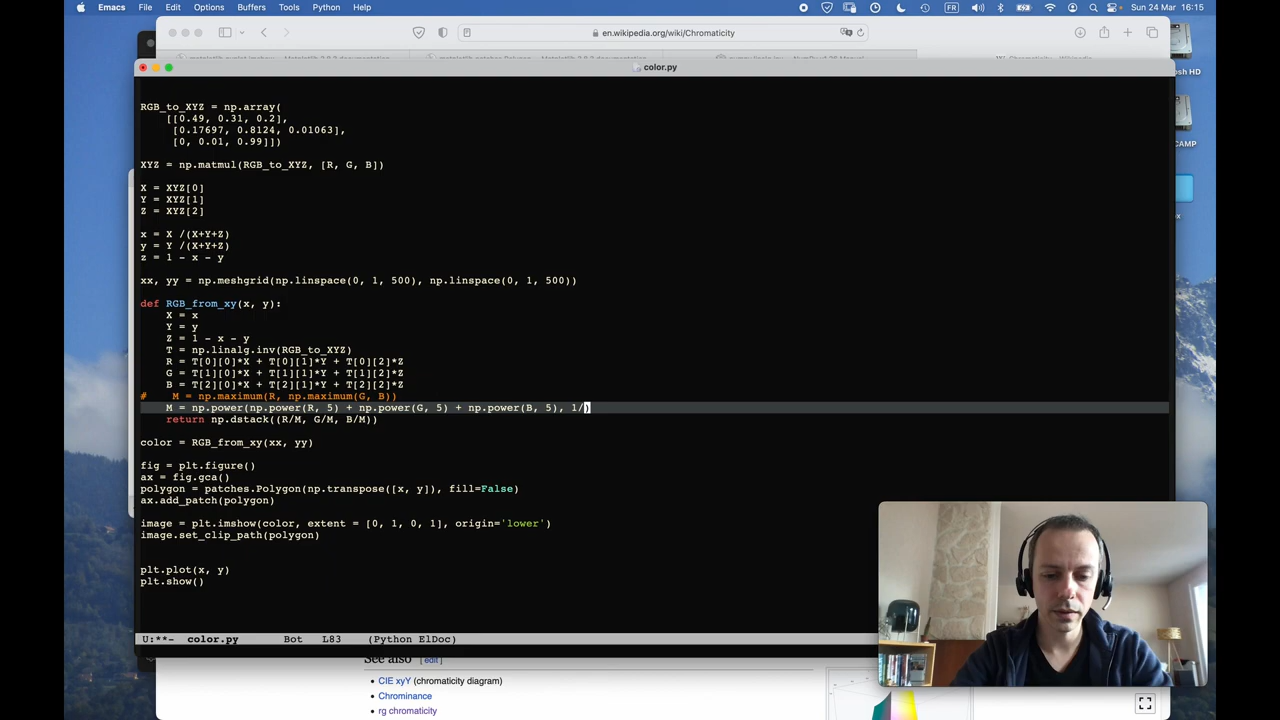 Emacs File Edit Options Buffers Tools Python Help
FR
Sun 24 Mar 16:15
en.wikipedia.org/wiki/Chromaticity
color.py
osh HD
CAMP
RGB_to_XYZ = np.array(
[[0.49, 0.31, 0.2],
[0.17697, 0.8124, 0.01063],
[0, 0.01, 0.99]])
XYZ = np.matmul(RGB_to_XYZ, [R, G, B])
X = XYZ[0]
Y = XYZ[1]
Z = XYZ[2]
x = X /(X+Y+Z)
y = Y /(X+Y+Z)
z = 1 - x - y
xx, yy = np.meshgrid(np.linspace(0, 1, 500), np.linspace(0, 1, 500))
def RGB_from_xy(x, y):
X = x
Y = y
Z = 1 - x - y
T = np.linalg.inv(RGB_to_XYZ)
R = T[0][0]*X + T[0][1]*Y + T[0][2]*Z
G = T[1][0]*X + T[1][1]*Y + T[1][2]*Z
B = T[2][0]*X + T[2][1]*Y + T[2][2]*Z
# M = np.maximum(R, np.maximum(G, B))
M = np.power(np.power(R, 5) + np.power(G, 5) + np.power(B, 5), 1/)
return np.dstack((R/M, G/M, B/M))
color = RGB_from_xy(xx, yy)
fig = plt.figure()
ax = fig.gca()
polygon = patches.Polygon(np.transpose([x, y]), fill=False)
ax.add_patch(polygon)
image = plt.imshow(color, extent = [0, 1, 0, 1], origin='lower')
image.set_clip_path(polygon)
plt.plot(x, y)
plt.show()
U:**- color.py Bot L83 (Python ElDoc)
See also [edit]
• CIE xyY (chromaticity diagram)
• Chrominance
• rg chromaticity